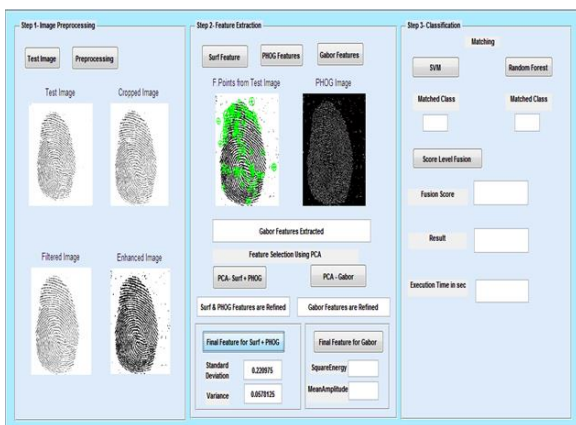 Step 1- Image Preprocessing
Test Image
Preprocessing
Test Image
Cropped Image
Filtered Image
Enhanced Image
Step 2- Feature Extraction
Surf Feature
PHOG Features
Gabor Features
F.Points from Test Image
PHOG Image
Gabor Features Extracted
Feature Selection Using PCA
PCA- Surf + PHOG
PCA - Gabor
Surf & PHOG Features are Refined
Gabor Features are Refined
Final Feature for Surf + PHOG
Final Feature for Gabor
Standard
Deviation
0.220975
Variance
0.0578125
SquareEnergy
MeanAmplitude
Step 3- Classification
Matching
SVM
Random Forest
Matched Class
Matched Class
Score Level Fusion
Fusion Score
Result
Execution Time in sec